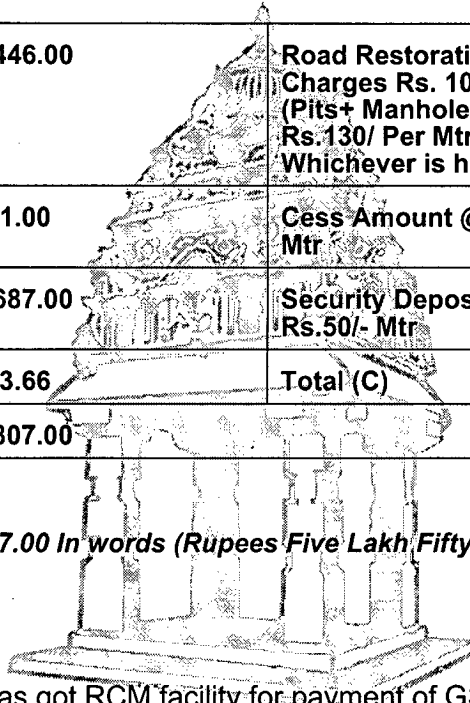 446.00 Road Restorati
Charges Rs. 10
(Pits+ Manhole
Rs.130/ Per Mtr
Whichever is h
1.00 Cess Amount @
Mtr
687.00 Security Depos
Rs.50/- Mtr
3.66 Total (C)
307.00
7.00 In words (Rupees Five Lakh Fifty
as got RCM facility for payment of G